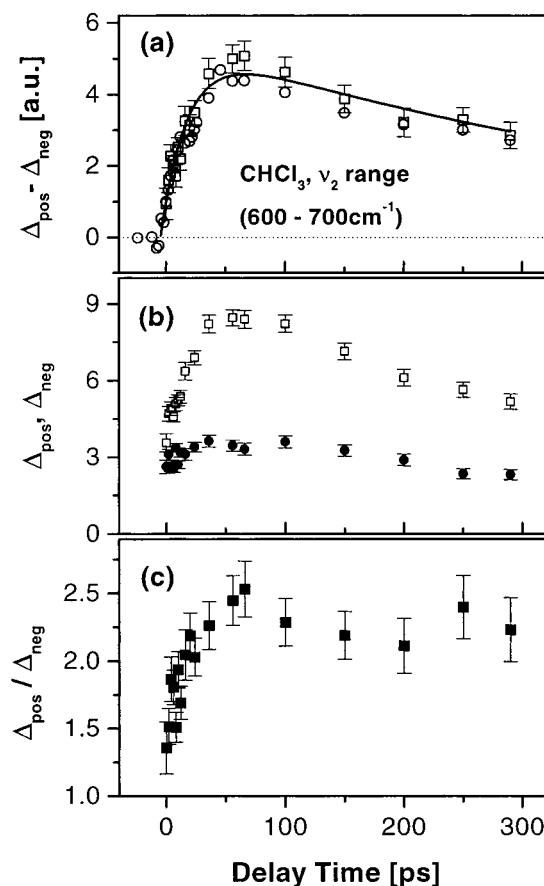 (a)
Δpos - Δneg [a.u.]
6
4
2
0
CHCl3, ν2 range
(600 - 700cm-1)
(b)
Δpos, Δneg
9
6
3
0
(c)
Δpos / Δneg
2.5
2.0
1.5
1.0
0 100 200 300
Delay Time [ps]